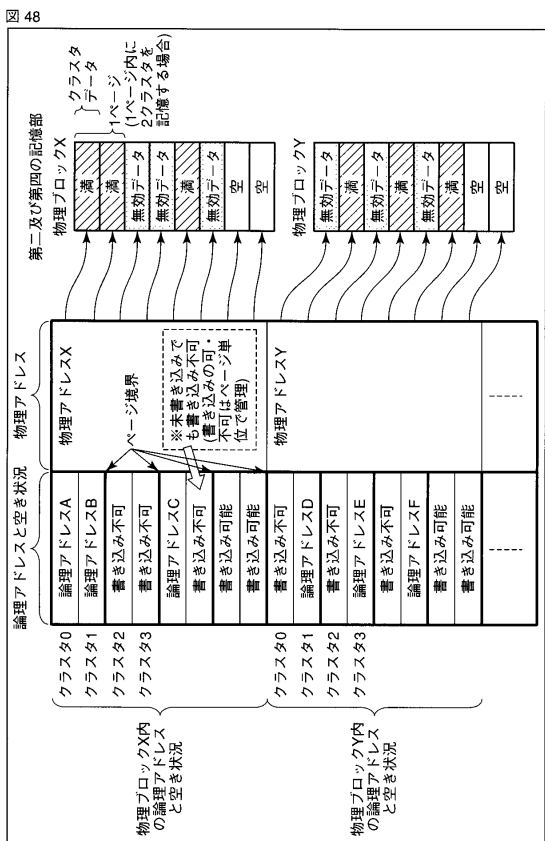 図 48
論理アドレスと空き状況
物理アドレス
第二及び第四の記憶部
物理ブロックX内
の論理アドレス
と空き状況
クラスタ0
クラスタ1
クラスタ2
クラスタ3
論理アドレスA
論理アドレスB
書き込み不可
書き込み不可
論理アドレスC
書き込み不可
書き込み可能
書き込み可能
物理アドレスX
ページ境界
※未書き込みで
も書き込み不可
(書き込みの可・
不可はページ単
位で管理)
物理ブロックX
満
満
無効データ
無効データ
満
無効データ
空
空
クラスタ
データ
1ページ
(1ページ内に
2クラスタを
記憶する場合)
物理ブロックY内
の論理アドレス
と空き状況
クラスタ0
クラスタ1
クラスタ2
クラスタ3
書き込み不可
論理アドレスD
書き込み不可
論理アドレスE
書き込み不可
論理アドレスF
書き込み可能
書き込み可能
物理アドレスY
物理ブロックY
無効データ
満
無効データ
満
無効データ
満
空
空